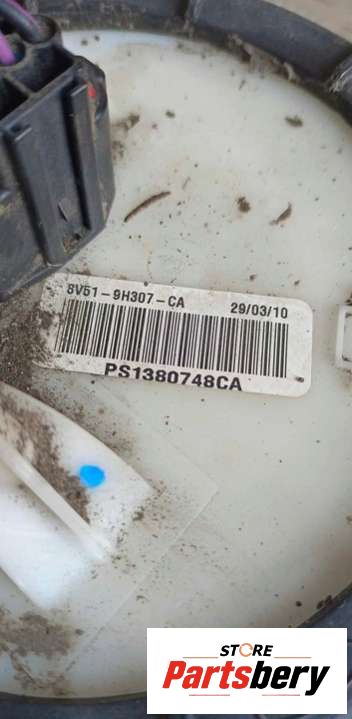 8V51-9H307-CA 29/03/10
PS1380748CA
STORE
Partsbery